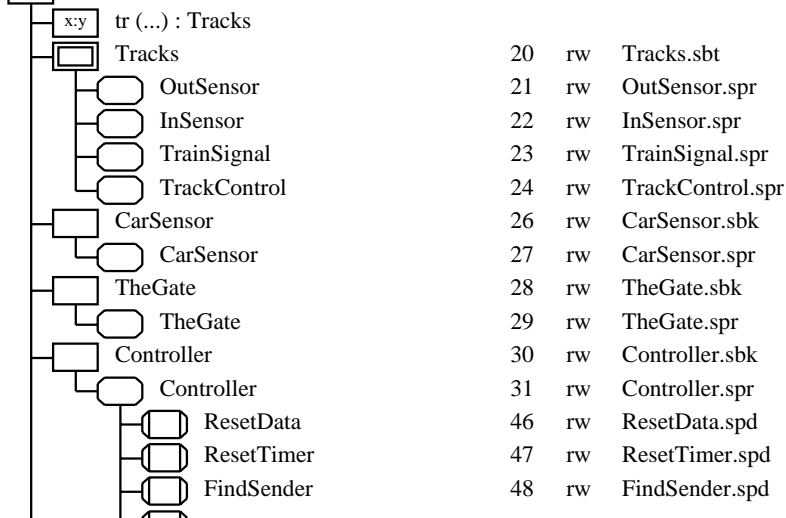 x:y tr (...) : Tracks
Tracks 20 rw Tracks.sbt
OutSensor 21 rw OutSensor.spr
InSensor 22 rw InSensor.spr
TrainSignal 23 rw TrainSignal.spr
TrackControl 24 rw TrackControl.spr
CarSensor 26 rw CarSensor.sbk
CarSensor 27 rw CarSensor.spr
TheGate 28 rw TheGate.sbk
TheGate 29 rw TheGate.spr
Controller 30 rw Controller.sbk
Controller 31 rw Controller.spr
ResetData 46 rw ResetData.spd
ResetTimer 47 rw ResetTimer.spd
FindSender 48 rw FindSender.spd